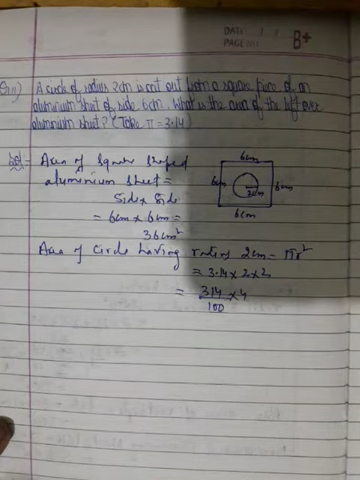 DATE
PAGE NO.
B+
Q11) A circle of radius 2cm is cut out from a square piece of an
aluminium sheet of side 6cm. What is the area of the left over
aluminium sheet? (Take π = 3.14)
Sol - Area of Square shaped
aluminium sheet =
Side x Side
= 6cm x 6cm =
36cm²
6cm
6cm
2cm
6cm
6cm
Area of Circle having radius 2cm = πr²
= 3.14 x 2 x 2
= 314/100 x 4